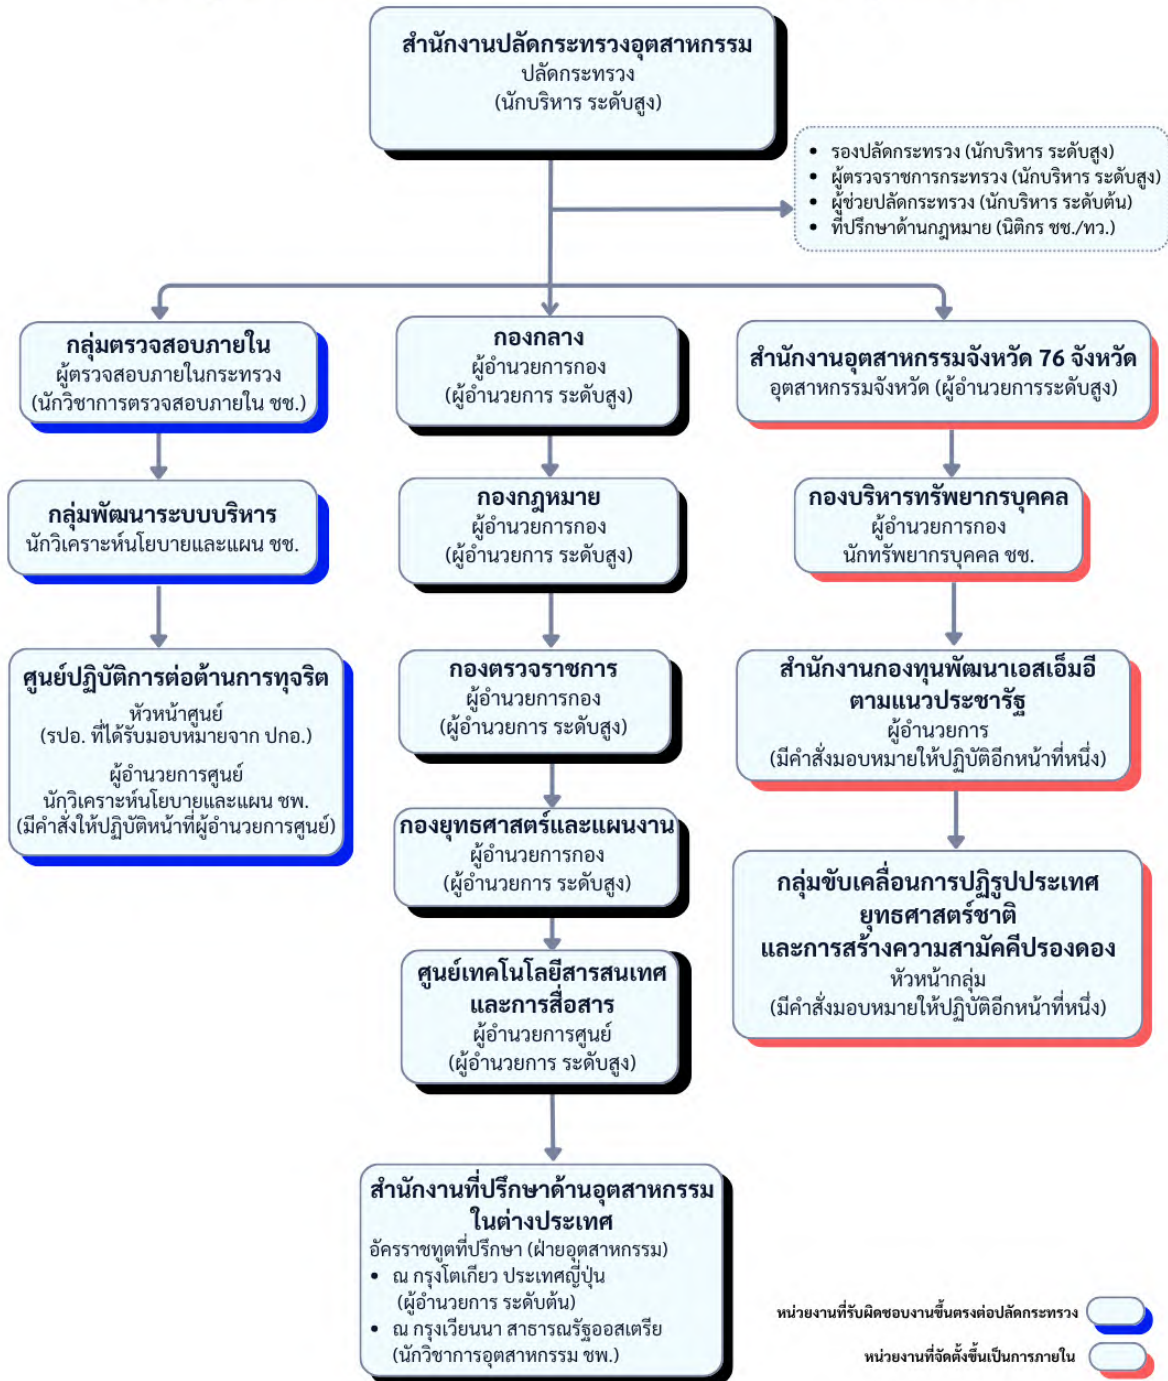 สำนักงานปลัดกระทรวงอุตสาหกรรม
ปลัดกระทรวง
(นักบริหาร ระดับสูง)
• รองปลัดกระทรวง (นักบริหาร ระดับสูง)
• ผู้ตรวจราชการกระทรวง (นักบริหาร ระดับสูง)
• ผู้ช่วยปลัดกระทรวง (นักบริหาร ระดับต้น)
• ที่ปรึกษาด้านกฎหมาย (นิติกร ชช./ทว.)
กลุ่มตรวจสอบภายใน
ผู้ตรวจสอบภายในกระทรวง
(นักวิชาการตรวจสอบภายใน ชช.)
กลุ่มพัฒนาระบบบริหาร
นักวิเคราะห์นโยบายและแผน ชช.
ศูนย์ปฏิบัติการต่อต้านการทุจริต
หัวหน้าศูนย์
(รปอ. ที่ได้รับมอบหมายจาก ปกอ.)
ผู้อำนวยการศูนย์
นักวิเคราะห์นโยบายและแผน ชพ.
(มีคำสั่งให้ปฏิบัติหน้าที่ผู้อำนวยการศูนย์)
กองกลาง
ผู้อำนวยการกอง
(ผู้อำนวยการ ระดับสูง)
กองกฎหมาย
ผู้อำนวยการกอง
(ผู้อำนวยการ ระดับสูง)
กองตรวจราชการ
ผู้อำนวยการกอง
(ผู้อำนวยการ ระดับสูง)
กองยุทธศาสตร์และแผนงาน
ผู้อำนวยการกอง
(ผู้อำนวยการ ระดับสูง)
ศูนย์เทคโนโลยีสารสนเทศ
และการสื่อสาร
ผู้อำนวยการศูนย์
(ผู้อำนวยการ ระดับสูง)
สำนักงานที่ปรึกษาด้านอุตสาหกรรม
ในต่างประเทศ
อัครราชทูตที่ปรึกษา (ฝ่ายอุตสาหกรรม)
• ณ กรุงโตเกียว ประเทศญี่ปุ่น
(ผู้อำนวยการ ระดับต้น)
• ณ กรุงเวียนนา สาธารณรัฐออสเตรีย
(นักวิชาการอุตสาหกรรม ชพ.)
สำนักงานอุตสาหกรรมจังหวัด 76 จังหวัด
อุตสาหกรรมจังหวัด (ผู้อำนวยการระดับสูง)
กองบริหารทรัพยากรบุคคล
ผู้อำนวยการกอง
นักทรัพยากรบุคคล ชช.
สำนักงานกองทุนพัฒนาเอสเอ็มอี
ตามแนวประชารัฐ
ผู้อำนวยการ
(มีคำสั่งมอบหมายให้ปฏิบัติอีกหน้าที่หนึ่ง)
กลุ่มขับเคลื่อนการปฏิรูปประเทศ
ยุทธศาสตร์ชาติ
และการสร้างความสามัคคีปรองดอง
หัวหน้ากลุ่ม
(มีคำสั่งมอบหมายให้ปฏิบัติอีกหน้าที่หนึ่ง)
หน่วยงานที่รับผิดชอบงานขึ้นตรงต่อปลัดกระทรวง
หน่วยงานที่จัดตั้งขึ้นเป็นการภายใน